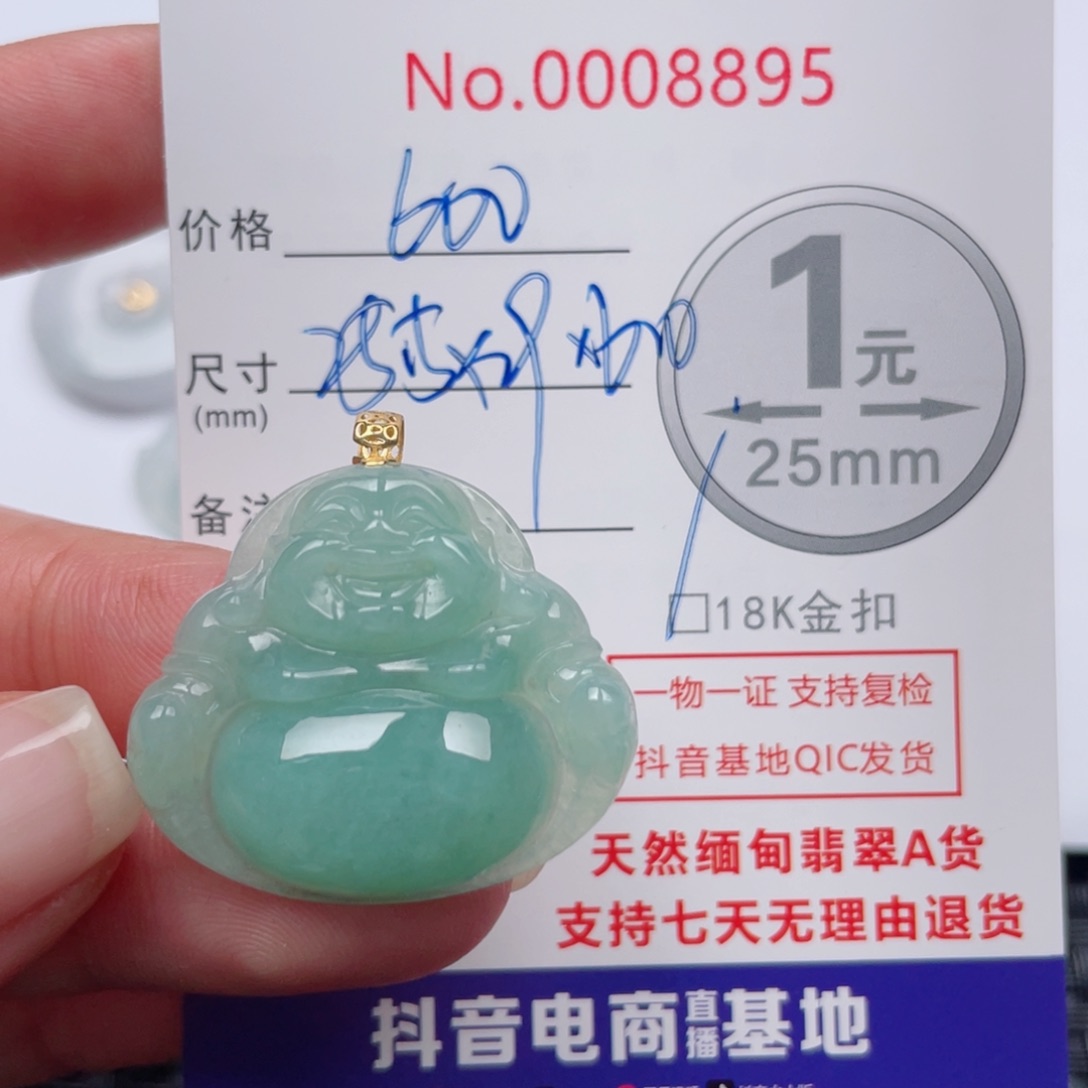 No.0008895
价格 600
1元
尺寸
(mm)
25mm
备注
□18K金扣
一物一证 支持复检
抖音基地QIC发货
天然缅甸翡翠A货
支持七天无理由退货
抖音电商直播基地